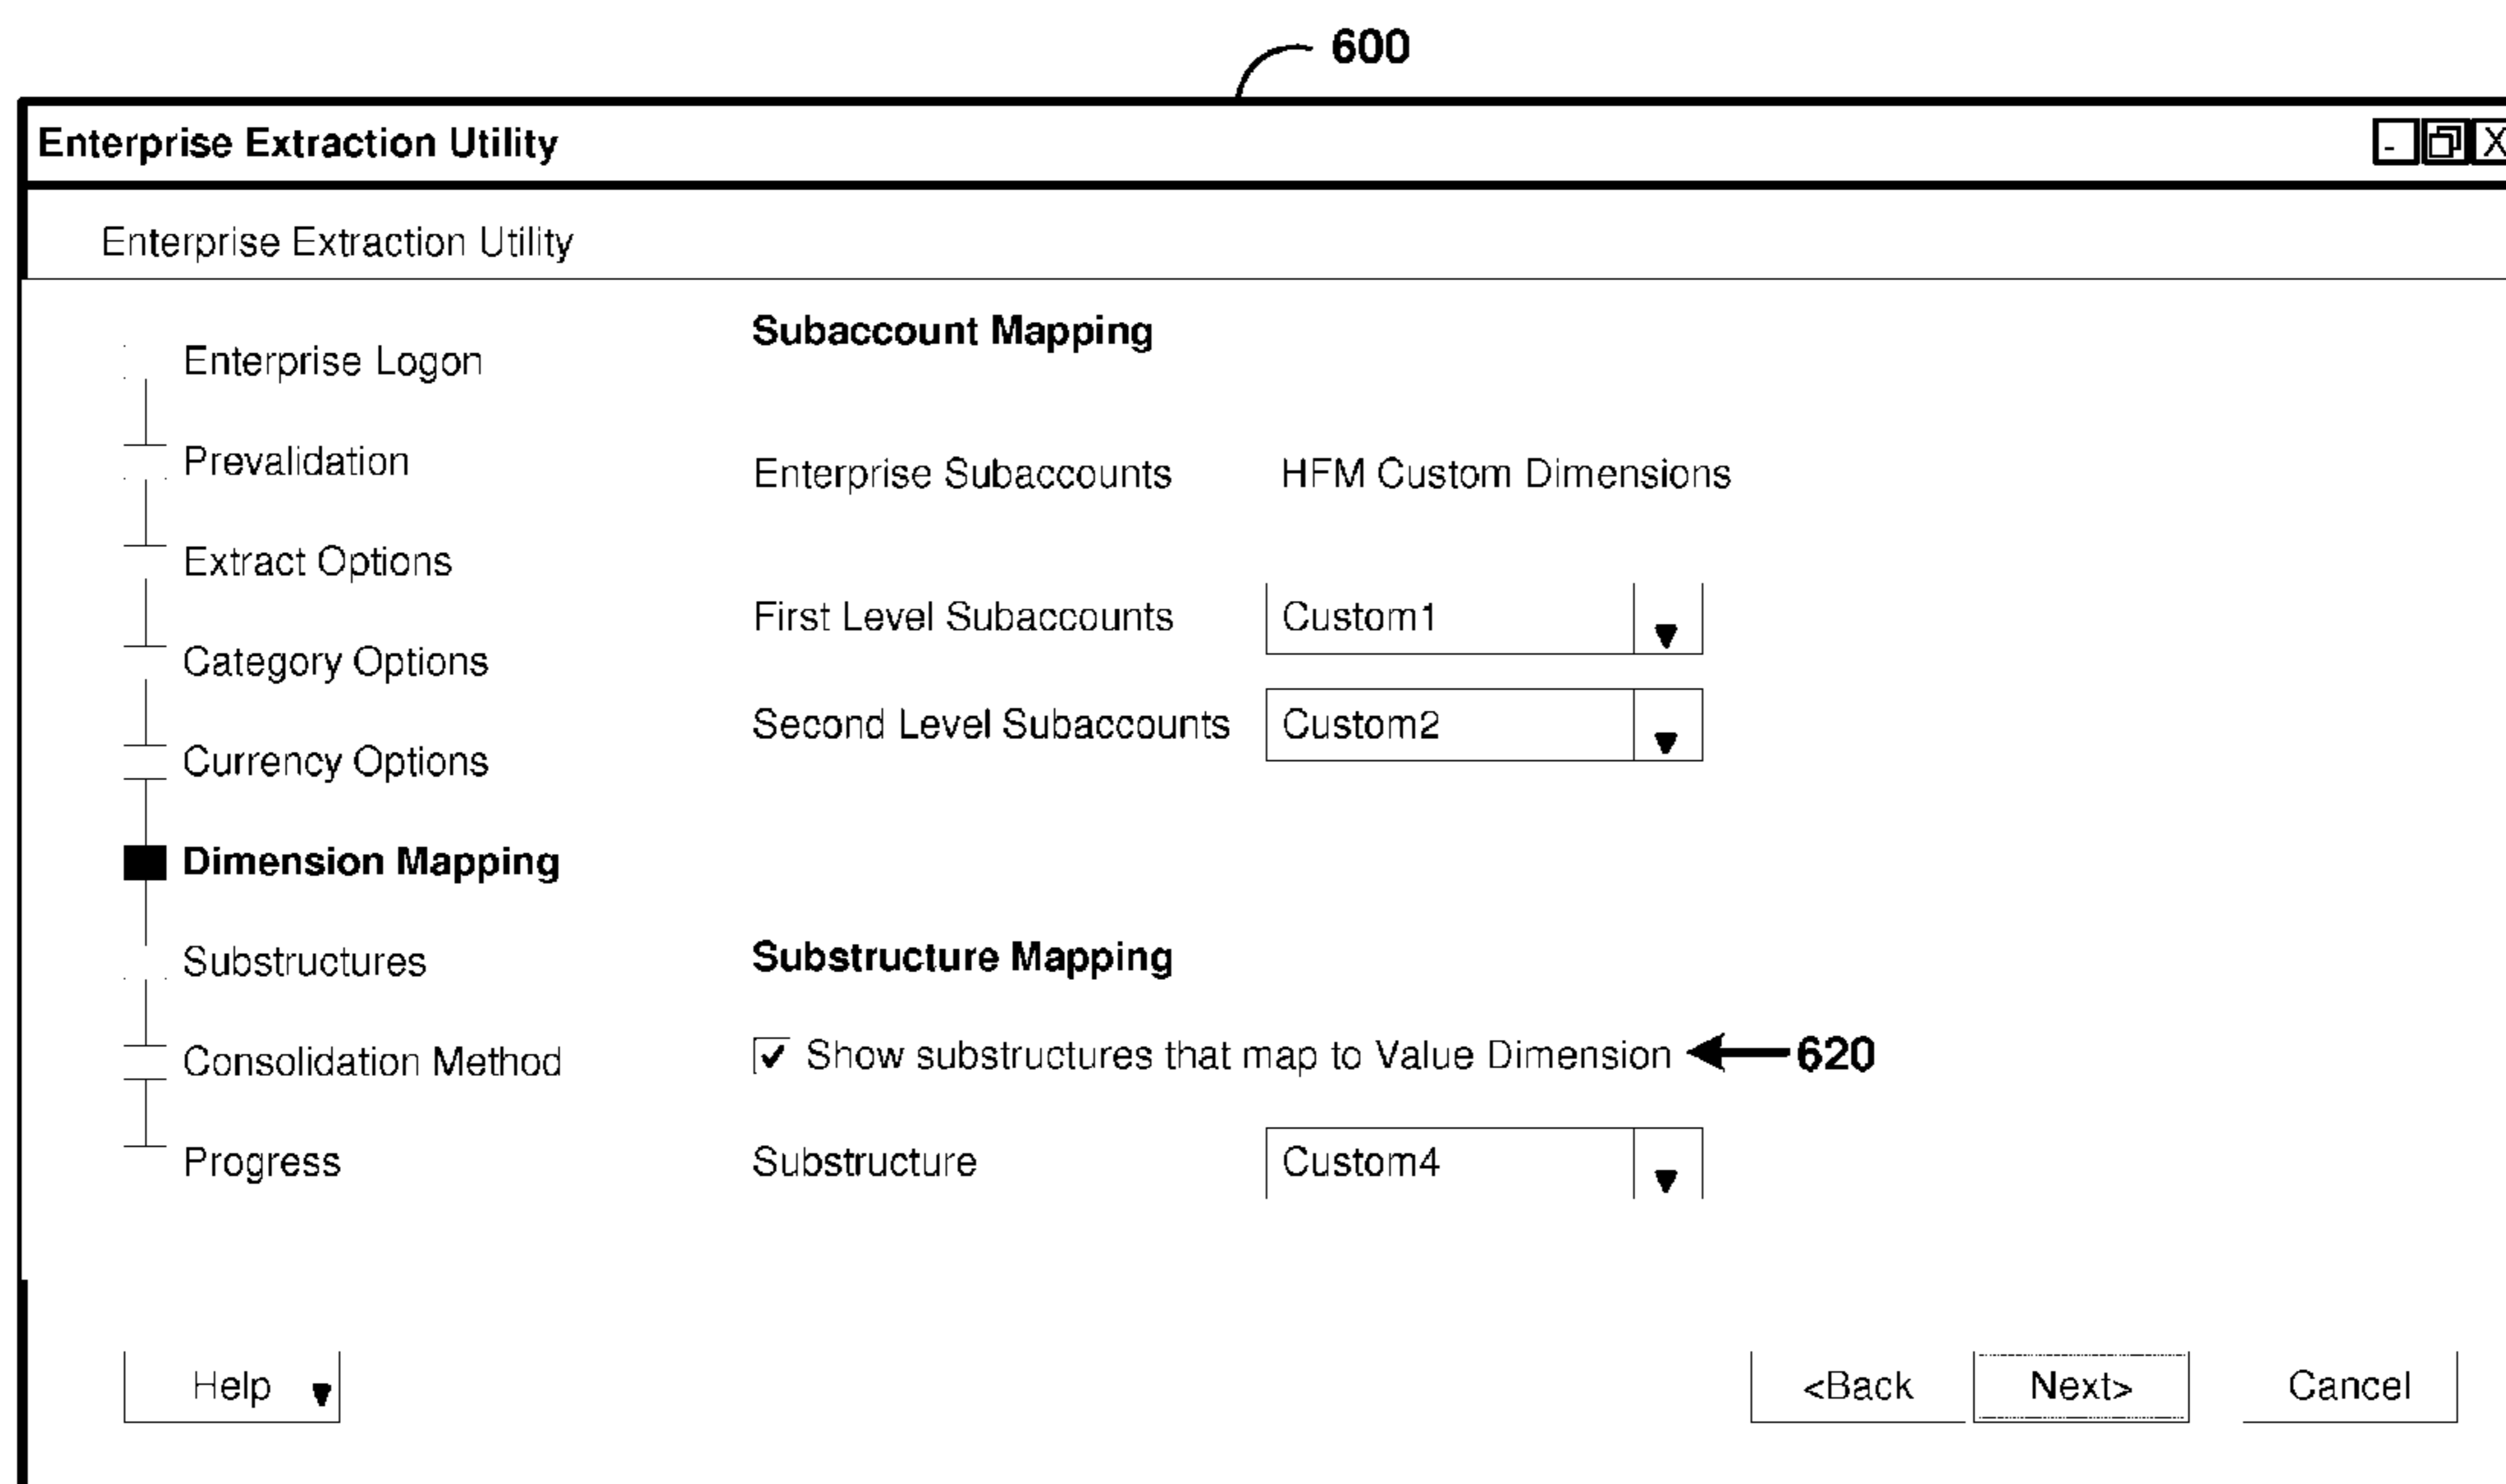 600
Enterprise Extraction Utility
- X
Enterprise Extraction Utility
Enterprise Logon
Prevalidation
Extract Options
Category Options
Currency Options
Dimension Mapping
Substructures
Consolidation Method
Progress
Subaccount Mapping
Enterprise Subaccounts HFM Custom Dimensions
First Level Subaccounts Custom1
Second Level Subaccounts Custom2
Substructure Mapping
Show substructures that map to Value Dimension 620
Substructure Custom4
Help <Back Next> Cancel